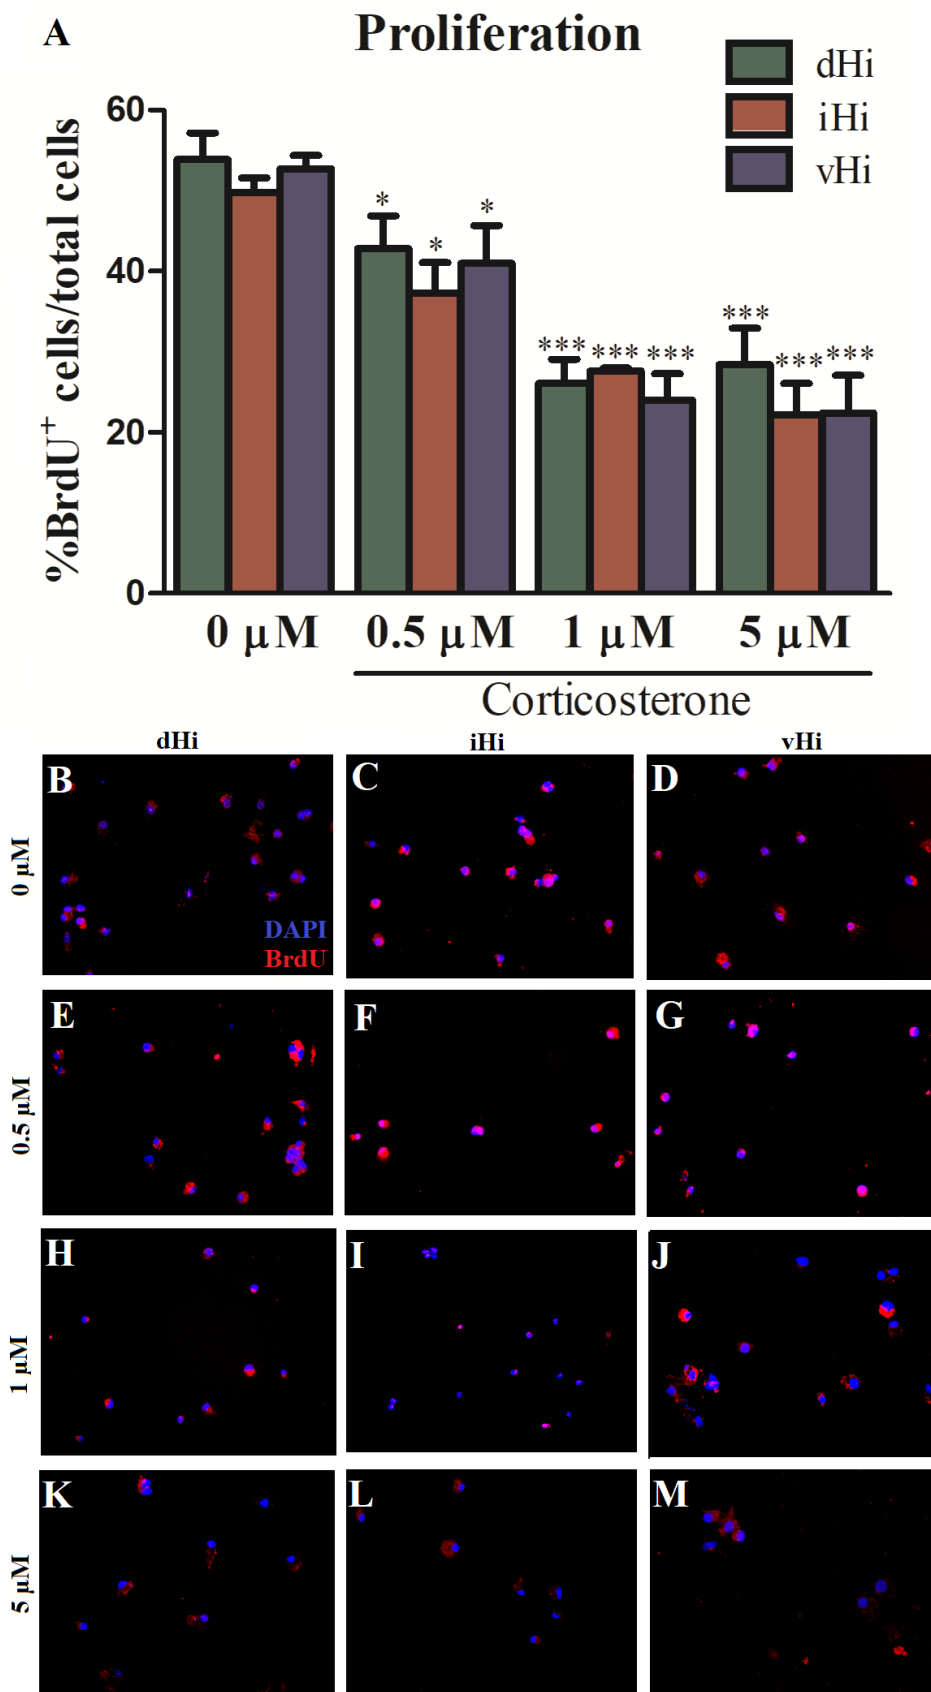 A
Proliferation
dHi
iHi
vHi
%BrdU+ cells/total cells
60
40
20
0
* * *
*** *** ***
*** *** ***
0 µM 0.5 µM 1 µM 5 µM
Corticosterone
dHi iHi vHi
0 µM
B C D
DAPI
BrdU
0.5 µM
E F G
1 µM
H I J
5 µM
K L M